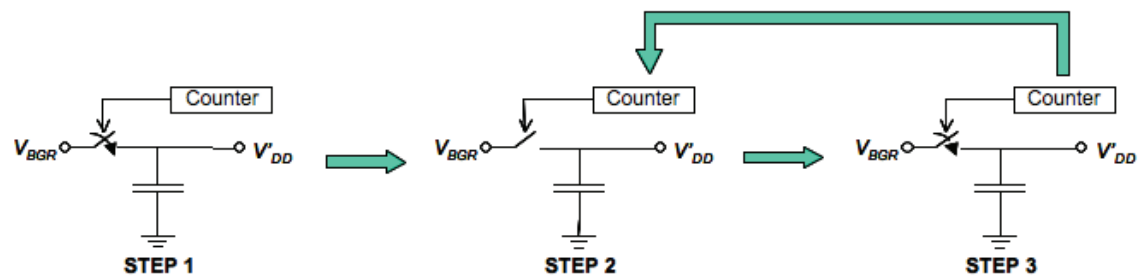 Counter
V_BGR
V'_DD
STEP 1
Counter
V_BGR
V'_DD
STEP 2
Counter
V_BGR
V'_DD
STEP 3